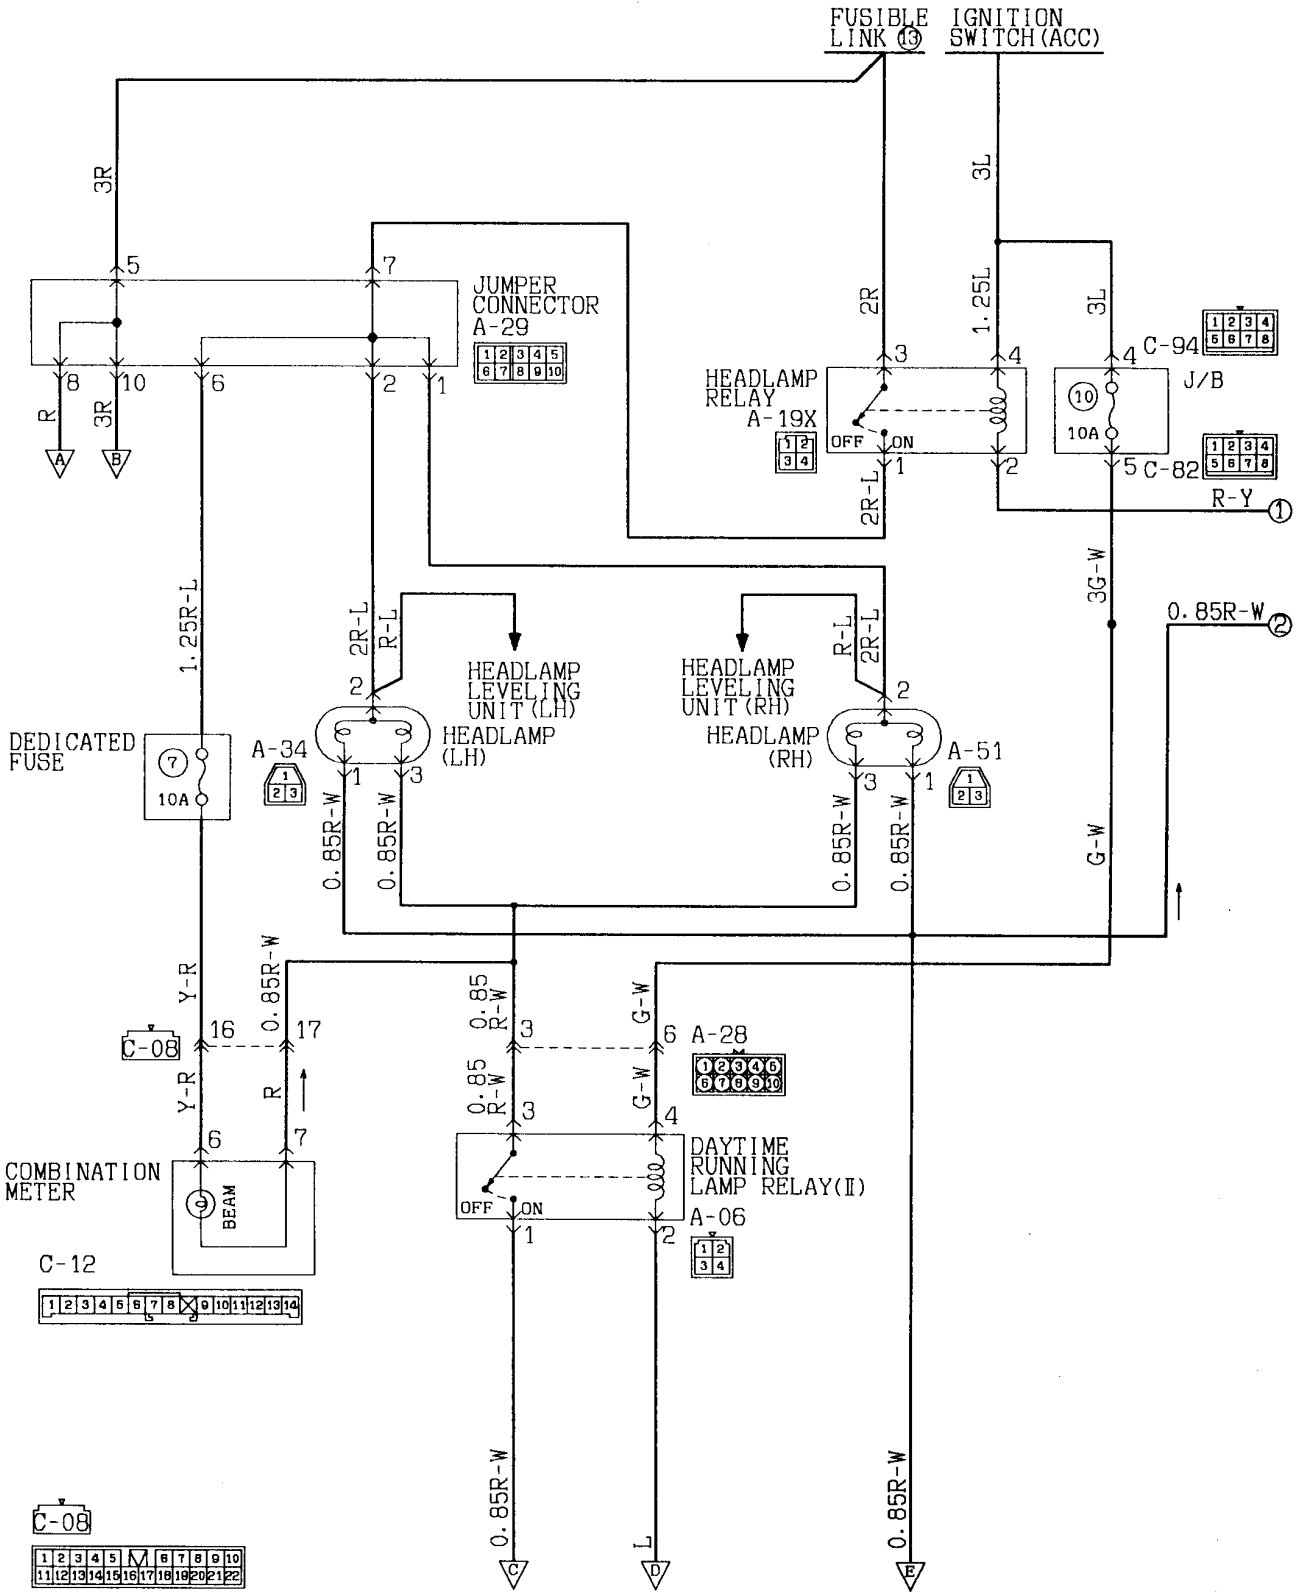 FUSIBLE LINK ⑬
IGNITION SWITCH(ACC)
3R
3L
5
7
JUMPER CONNECTOR
A-29
1 2 3 4 5
6 7 8 9 10
2R
1.25L
3L
1 2 3 4
5 6 7 8
C-94
J/B
8
10
6
2
1
R
3R
A
B
HEADLAMP RELAY
A-19X
1 2
3 4
3
4
4
OFF
ON
⑩
10A
1
2
5
C-82
1 2 3 4
5 6 7 8
2R-L
R-Y
①
3G-W
0.85R-W
②
1.25R-L
2R-L
R-L
R-L
2R-L
HEADLAMP LEVELING UNIT(LH)
HEADLAMP LEVELING UNIT(RH)
2
2
DEDICATED FUSE
⑦
10A
A-34
1
2 3
HEADLAMP (LH)
HEADLAMP (RH)
A-51
1
2 3
1
3
3
1
0.85R-W
0.85R-W
0.85R-W
0.85R-W
G-W
Y-R
0.85R-W
0.85
R-W
G-W
C-08
16
17
3
6
A-28
1 2 3 4 5
6 7 8 9 10
Y-R
R
0.85
R-W
G-W
6
7
3
4
COMBINATION METER
BEAM
DAYTIME RUNNING LAMP RELAY(Ⅱ)
OFF
ON
A-06
1 2
3 4
1
2
C-12
1 2 3 4 5 6 7 8 9 10 11 12 13 14
0.85R-W
L
0.85R-W
C
D
E
C-08
1 2 3 4 5 6 7 8 9 10
11 12 13 14 15 16 17 18 19 20 21 22